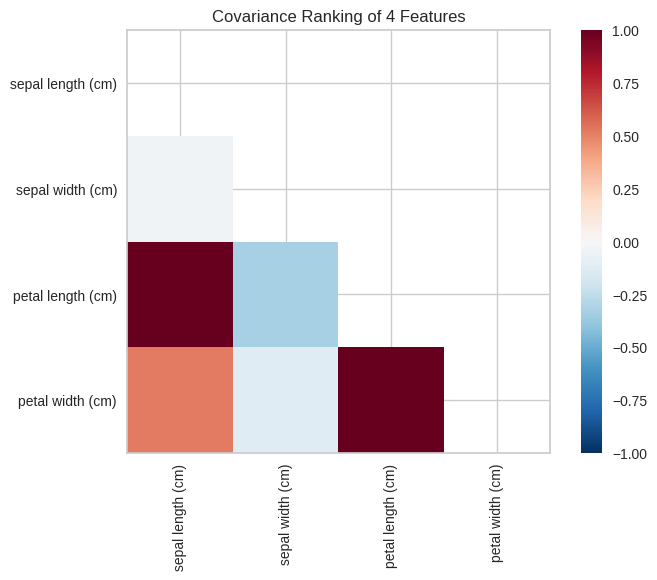 Covariance Ranking of 4 Features
sepal length (cm)
sepal width (cm)
petal length (cm)
petal width (cm)
sepal length (cm)
sepal width (cm)
petal length (cm)
petal width (cm)
1.00
0.75
0.50
0.25
0.00
−0.25
−0.50
−0.75
−1.00